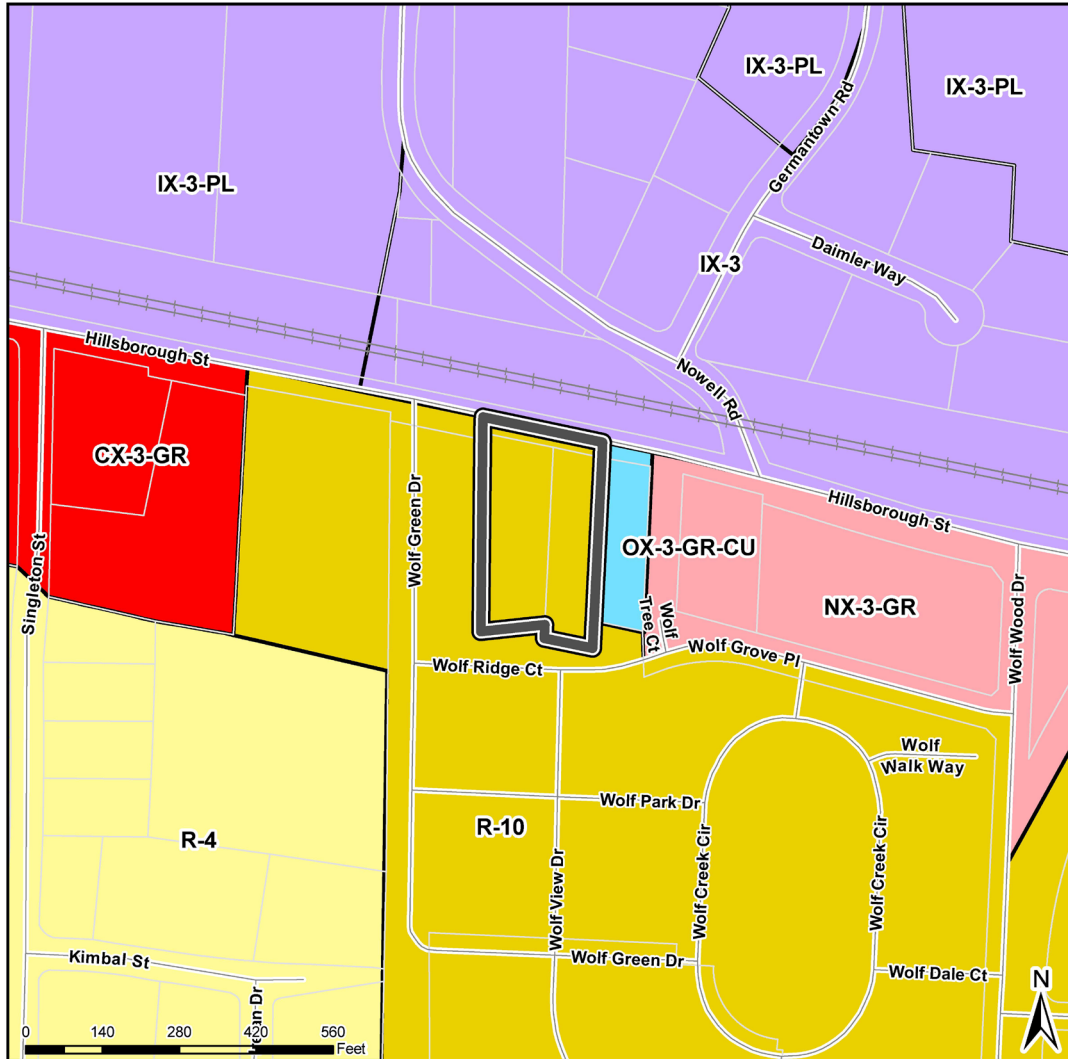 IX-3-PL
IX-3-PL
IX-3-PL
Germantown Rd
Daimler Way
IX-3
Nowell Rd
Hillsborough St
Hillsborough St
CX-3-GR
Singleton St
Wolf Green Dr
OX-3-GR-CU
NX-3-GR
Wolf
Tree Ct
Wolf Wood Dr
Wolf Grove Pl
Wolf Ridge Ct
Wolf
Walk Way
Wolf Park Dr
R-4
R-10
Wolf View Dr
Wolf Creek Cir
Wolf Creek Cir
Kimbal St
Wolf Green Dr
Wolf Dale Ct
Dr
N
0
140
280
420
560
Feet